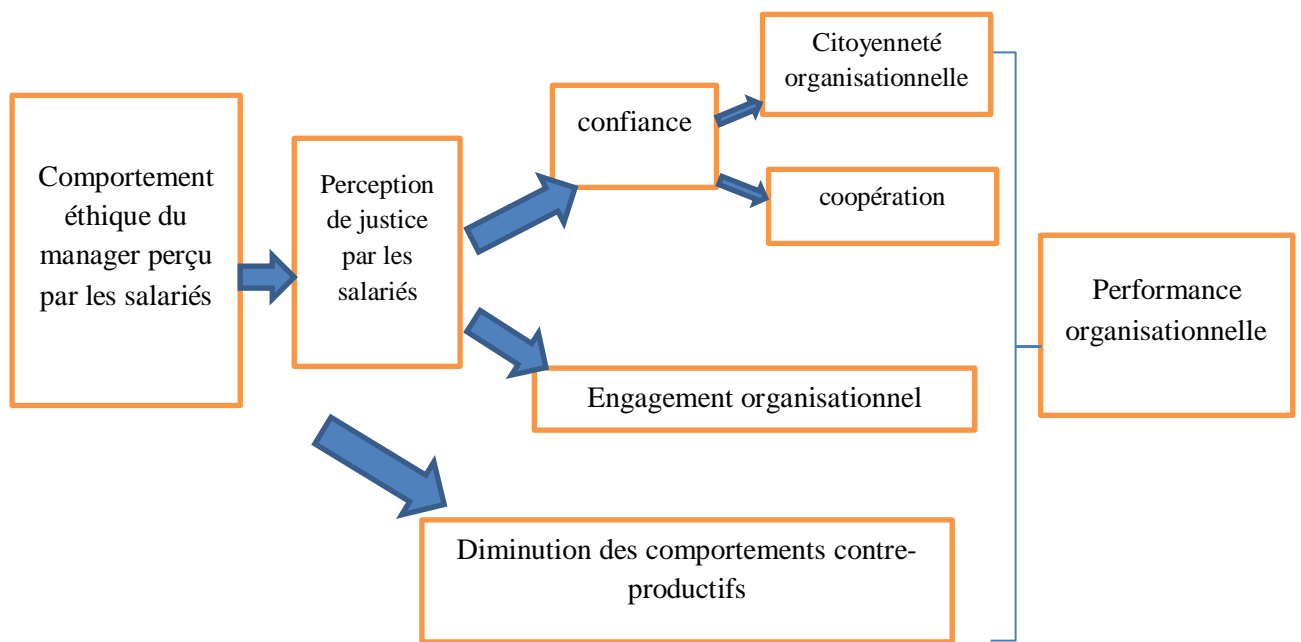 Comportement
éthique du
manager perçu
par les salariés
Perception
de justice
par les
salariés
confiance
Citoyenneté
organisationnelle
coopération
Engagement organisationnel
Diminution des comportements contre-
productifs
Performance
organisationnelle